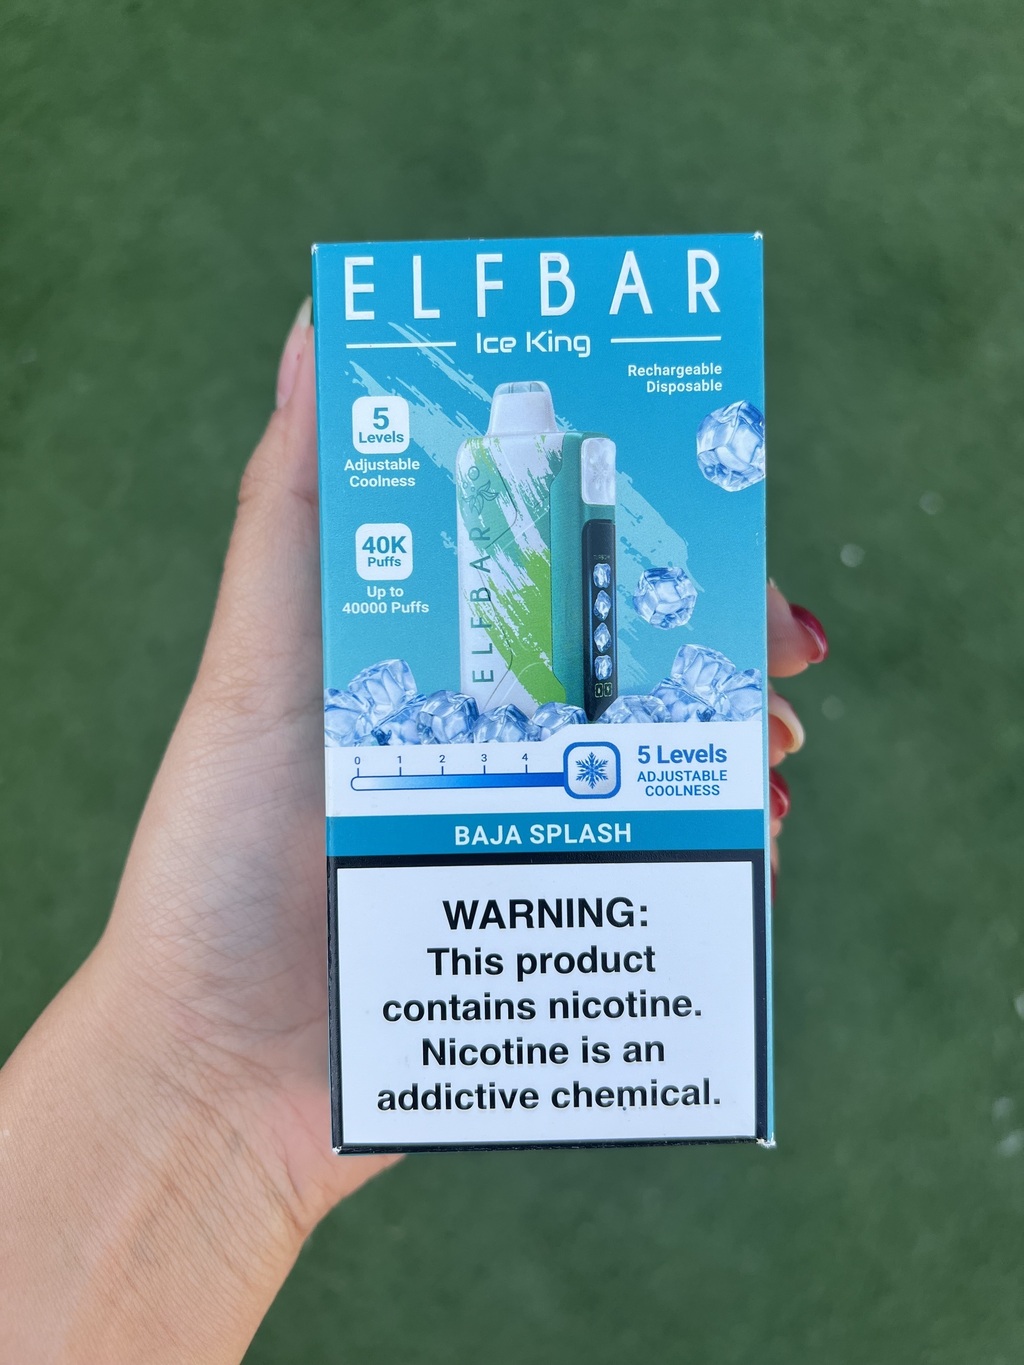 ELFBAR
Ice King
Rechargeable
Disposable
5
Levels
Adjustable
Coolness
40K
Puffs
Up to
40000 Puffs
ELFBAR
0 1 2 3 4
5 Levels
ADJUSTABLE
COOLNESS
BAJA SPLASH
WARNING:
This product
contains nicotine.
Nicotine is an
addictive chemical.